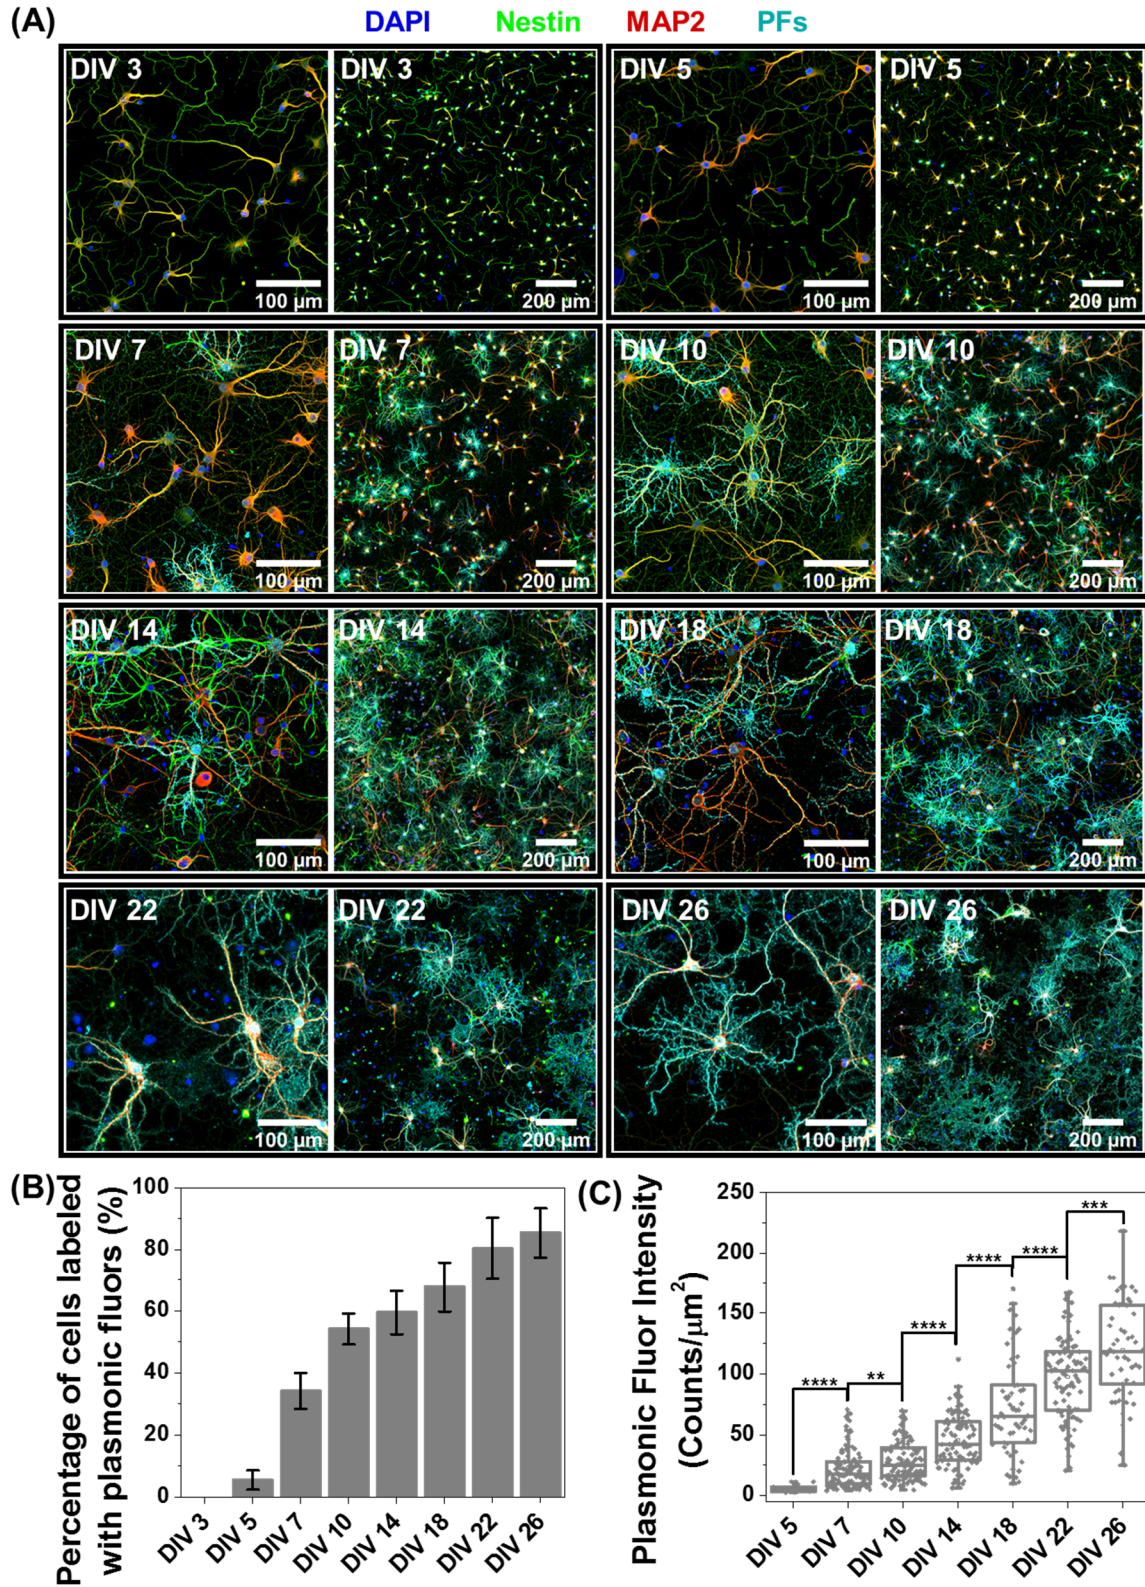 (A) DAPI Nestin MAP2 PFs
DIV 3 DIV 3 DIV 5 DIV 5
100 µm 200 µm 100 µm 200 µm
DIV 7 DIV 7 DIV 10 DIV 10
100 µm 200 µm 100 µm 200 µm
DIV 14 DIV 14 DIV 18 DIV 18
100 µm 200 µm 100 µm 200 µm
DIV 22 DIV 22 DIV 26 DIV 26
100 µm 200 µm 100 µm 200 µm
(B)
Percentage of cells labeled
with plasmonic fluors (%)
100
80
60
40
20
0
DIV 3 DIV 5 DIV 7 DIV 10 DIV 14 DIV 18 DIV 22 DIV 26
(C)
Plasmonic Fluor Intensity
(Counts/µm²)
250
200
150
100
50
0
**** ** **** **** **** ***
DIV 5 DIV 7 DIV 10 DIV 14 DIV 18 DIV 22 DIV 26